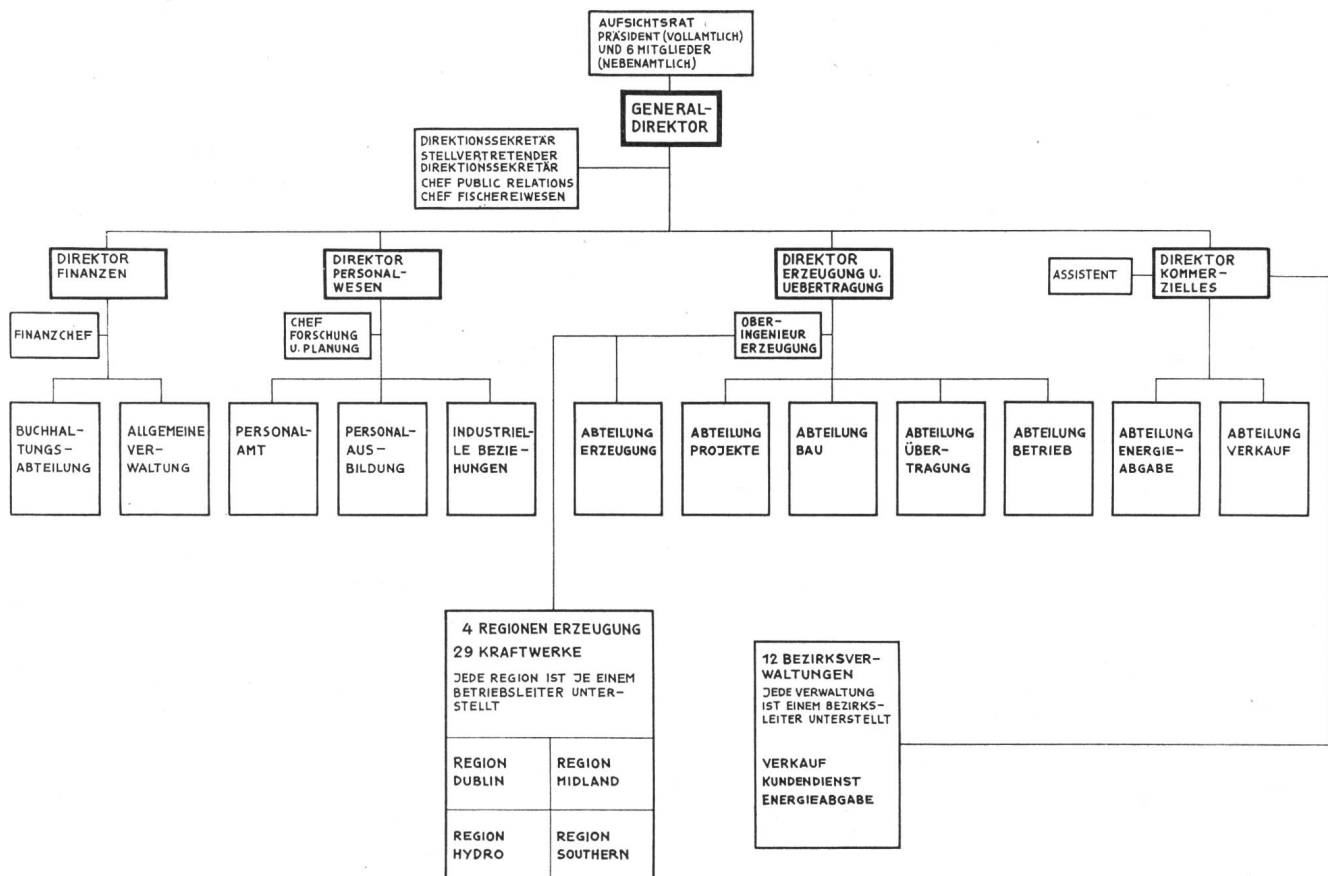 AUFSICHTSRAT
PRÄSIDENT (VOLLAMTLICH)
UND 6 MITGLIEDER
(NEBENAMTLICH)
GENERAL-
DIREKTOR
DIREKTIONSSEKRETÄR
STELLVERTRETENDER
DIREKTIONSSEKRETÄR
CHEF PUBLIC RELATIONS
CHEF FISCHEREIWESEN
DIREKTOR
FINANZEN
DIREKTOR
PERSONAL-
WESEN
DIREKTOR
ERZEUGUNG U.
UEBERTRAGUNG
ASSISTENT
DIREKTOR
KOMMER-
ZIELLES
FINANZCHEF
CHEF
FORSCHUNG
U. PLANUNG
OBER-
INGENIEUR
ERZEUGUNG
BUCHHAL-
TUNGS-
ABTEILUNG
ALLGEMEINE
VER-
WALTUNG
PERSONAL-
AMT
PERSONAL-
AUS-
BILDUNG
INDUSTRIEL-
LE BEZIE-
HUNGEN
ABTEILUNG
ERZEUGUNG
ABTEILUNG
PROJEKTE
ABTEILUNG
BAU
ABTEILUNG
ÜBER-
TRAGUNG
ABTEILUNG
BETRIEB
ABTEILUNG
ENERGIE-
ABGABE
ABTEILUNG
VERKAUF
4 REGIONEN ERZEUGUNG
29 KRAFTWERKE
JEDE REGION IST JE EINEM
BETRIEBSLEITER UNTER-
STELLT
REGION
DUBLIN
REGION
MIDLAND
REGION
HYDRO
REGION
SOUTHERN
12 BEZIRKSVER-
WALTUNGEN
JEDE VERWALTUNG
IST EINEM BEZIRKS-
LEITER UNTERSTELLT
VERKAUF
KUNDENDIENST
ENERGIEABGABE